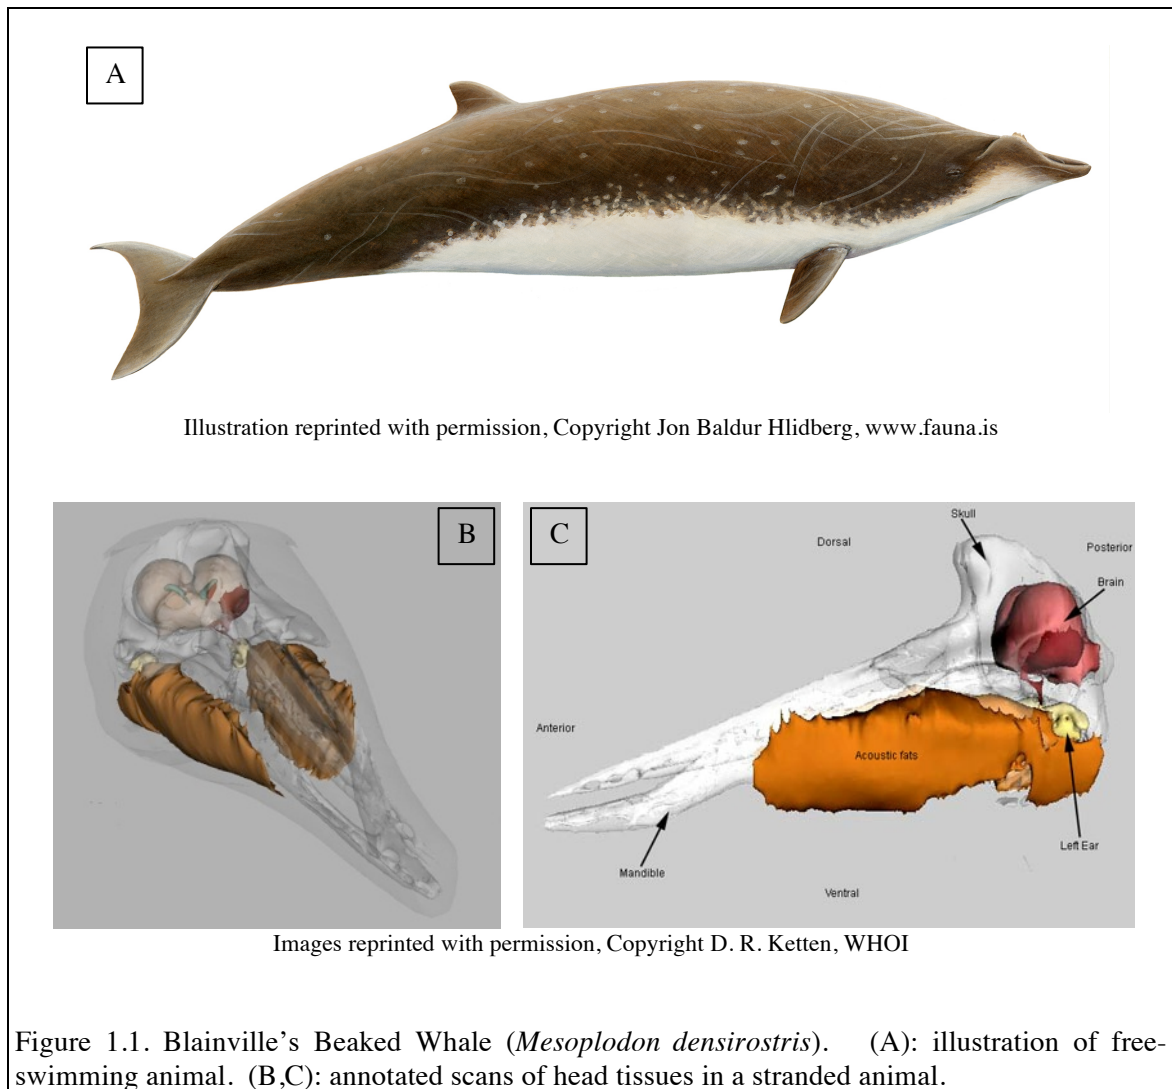 A
Illustration reprinted with permission, Copyright Jon Baldur Hlidberg, www.fauna.is
B
C
Skull
Dorsal
Posterior
Brain
Anterior
Acoustic fats
Left Ear
Mandible
Ventral
Images reprinted with permission, Copyright D. R. Ketten, WHOI
Figure 1.1. Blainville's Beaked Whale (Mesoplodon densirostris). (A): illustration of free-
swimming animal. (B,C): annotated scans of head tissues in a stranded animal.